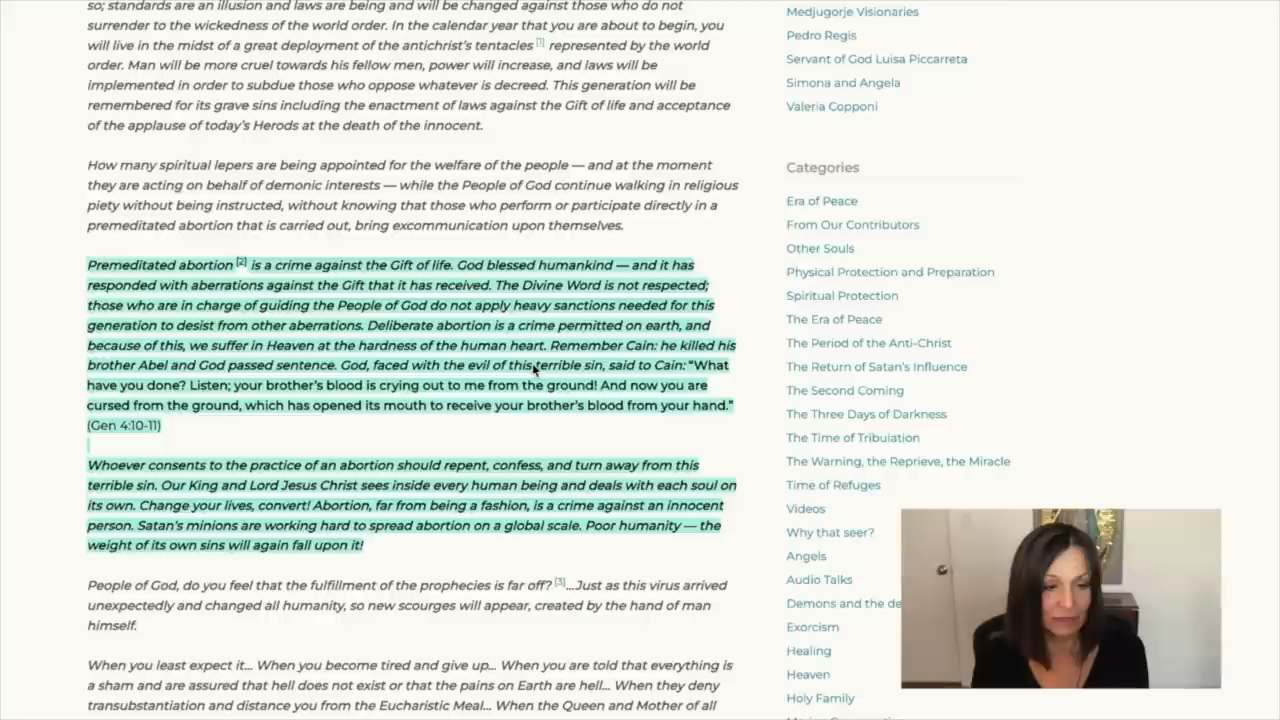 so; standards are an illusion and laws are being and will be changed against those who do not
surrender to the wickedness of the world order. In the calendar year that you are about to begin, you
will live in the midst of a great deployment of the antichrist's tentacles [1] represented by the world
order. Man will be more cruel towards his fellow men, power will increase, and laws will be
implemented in order to subdue those who oppose whatever is decreed. This generation will be
remembered for its grave sins including the enactment of laws against the Gift of life and acceptance
of the applause of today's Herods at the death of the innocent.
How many spiritual lepers are being appointed for the welfare of the people — and at the moment
they are acting on behalf of demonic interests — while the People of God continue walking in religious
piety without being instructed, without knowing that those who perform or participate directly in a
premeditated abortion that is carried out, bring excommunication upon themselves.
Premeditated abortion [2] is a crime against the Gift of life. God blessed humankind — and it has
responded with aberrations against the Gift that it has received. The Divine Word is not respected;
those who are in charge of guiding the People of God do not apply heavy sanctions needed for this
generation to desist from other aberrations. Deliberate abortion is a crime permitted on earth, and
because of this, we suffer in Heaven at the hardness of the human heart. Remember Cain: he killed his
brother Abel and God passed sentence. God, faced with the evil of this terrible sin, said to Cain: "What
have you done? Listen; your brother's blood is crying out to me from the ground! And now you are
cursed from the ground, which has opened its mouth to receive your brother's blood from your hand."
(Gen 4:10-11)
Whoever consents to the practice of an abortion should repent, confess, and turn away from this
terrible sin. Our King and Lord Jesus Christ sees inside every human being and deals with each soul on
its own. Change your lives, convert! Abortion, far from being a fashion, is a crime against an innocent
person. Satan's minions are working hard to spread abortion on a global scale. Poor humanity — the
weight of its own sins will again fall upon it!
People of God, do you feel that the fulfillment of the prophecies is far off? [3]...Just as this virus arrived
unexpectedly and changed all humanity, so new scourges will appear, created by the hand of man
himself.
When you least expect it... When you become tired and give up... When you are told that everything is
a sham and are assured that hell does not exist or that the pains on Earth are hell... When they deny
transubstantiation and distance you from the Eucharistic Meal... When the Queen and Mother of all
Medjugorje Visionaries
Pedro Regis
Servant of God Luisa Piccarreta
Simona and Angela
Valeria Copponi
Categories
Era of Peace
From Our Contributors
Other Souls
Physical Protection and Preparation
Spiritual Protection
The Era of Peace
The Period of the Anti-Christ
The Return of Satan's Influence
The Second Coming
The Three Days of Darkness
The Time of Tribulation
The Warning, the Reprieve, the Miracle
Time of Refuges
Videos
Why that seer?
Angels
Audio Talks
Demons and the de
Exorcism
Healing
Heaven
Holy Family